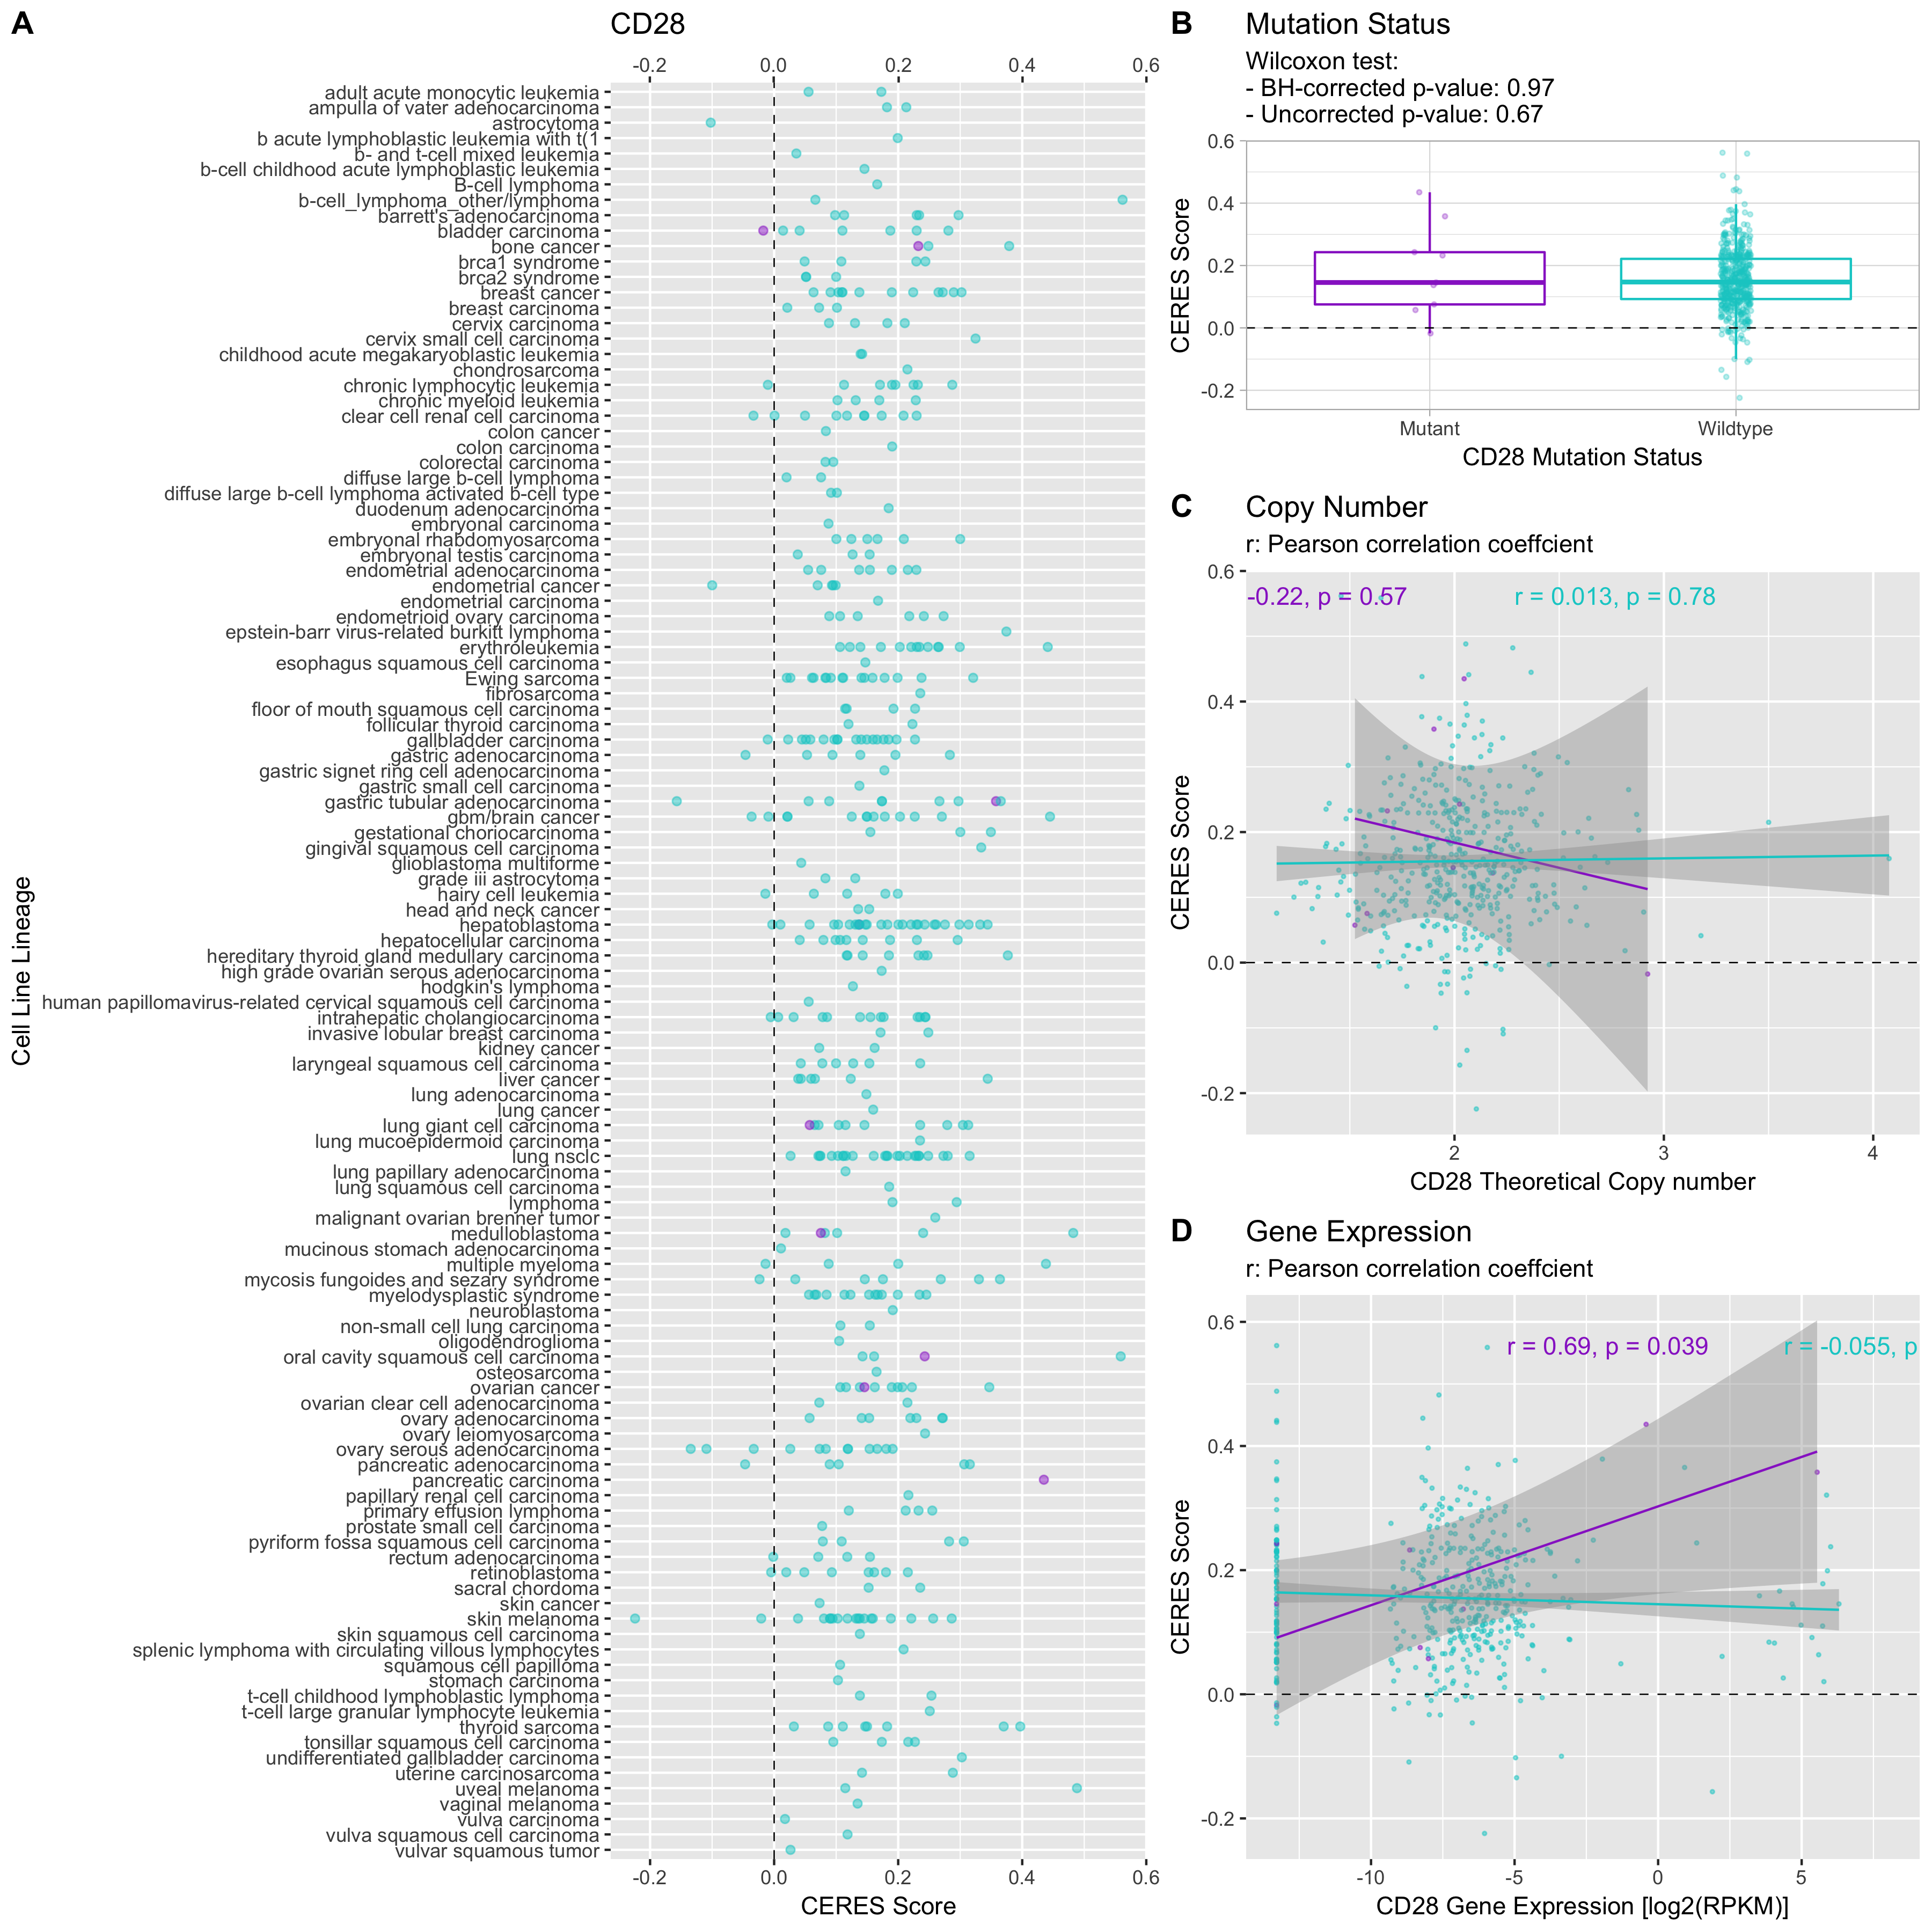 A
CD28
-0.2 0.0 0.2 0.4 0.6
Cell Line Lineage
adult acute monocytic leukemia
ampulla of vater adenocarcinoma
astrocytoma
b acute lymphoblastic leukemia with t(1
b- and t-cell mixed leukemia
b-cell childhood acute lymphoblastic leukemia
B-cell lymphoma
b-cell_lymphoma_other/lymphoma
barrett's adenocarcinoma
bladder carcinoma
bone cancer
brca1 syndrome
brca2 syndrome
breast cancer
breast carcinoma
cervix carcinoma
cervix small cell carcinoma
childhood acute megakaryoblastic leukemia
chondrosarcoma
chronic lymphocytic leukemia
chronic myeloid leukemia
clear cell renal cell carcinoma
colon cancer
colon carcinoma
colorectal carcinoma
diffuse large b-cell lymphoma
diffuse large b-cell lymphoma activated b-cell type
duodenum adenocarcinoma
embryonal carcinoma
embryonal rhabdomyosarcoma
embryonal testis carcinoma
endometrial adenocarcinoma
endometrial cancer
endometrial carcinoma
endometrioid ovary carcinoma
epstein-barr virus-related burkitt lymphoma
erythroleukemia
esophagus squamous cell carcinoma
Ewing sarcoma
fibrosarcoma
floor of mouth squamous cell carcinoma
follicular thyroid carcinoma
gallbladder carcinoma
gastric adenocarcinoma
gastric signet ring cell adenocarcinoma
gastric small cell carcinoma
gastric tubular adenocarcinoma
gbm/brain cancer
gestational choriocarcinoma
gingival squamous cell carcinoma
glioblastoma multiforme
grade iii astrocytoma
hairy cell leukemia
head and neck cancer
hepatoblastoma
hepatocellular carcinoma
hereditary thyroid gland medullary carcinoma
high grade ovarian serous adenocarcinoma
hodgkin's lymphoma
human papillomavirus-related cervical squamous cell carcinoma
intrahepatic cholangiocarcinoma
invasive lobular breast carcinoma
kidney cancer
laryngeal squamous cell carcinoma
liver cancer
lung adenocarcinoma
lung cancer
lung giant cell carcinoma
lung mucoepidermoid carcinoma
lung nsclc
lung papillary adenocarcinoma
lung squamous cell carcinoma
lymphoma
malignant ovarian brenner tumor
medulloblastoma
mucinous stomach adenocarcinoma
multiple myeloma
mycosis fungoides and sezary syndrome
myelodysplastic syndrome
neuroblastoma
non-small cell lung carcinoma
oligodendroglioma
oral cavity squamous cell carcinoma
osteosarcoma
ovarian cancer
ovarian clear cell adenocarcinoma
ovary adenocarcinoma
ovary leiomyosarcoma
ovary serous adenocarcinoma
pancreatic adenocarcinoma
pancreatic carcinoma
papillary renal cell carcinoma
primary effusion lymphoma
prostate small cell carcinoma
pyriform fossa squamous cell carcinoma
rectum adenocarcinoma
retinoblastoma
sacral chordoma
skin cancer
skin melanoma
skin squamous cell carcinoma
splenic lymphoma with circulating villous lymphocytes
squamous cell papilloma
stomach carcinoma
t-cell childhood lymphoblastic lymphoma
t-cell large granular lymphocyte leukemia
thyroid sarcoma
tonsillar squamous cell carcinoma
undifferentiated gallbladder carcinoma
uterine carcinosarcoma
uveal melanoma
vaginal melanoma
vulva carcinoma
vulva squamous cell carcinoma
vulvar squamous tumor
-0.2 0.0 0.2 0.4 0.6
CERES Score
B
Mutation Status
Wilcoxon test:
- BH-corrected p-value: 0.97
- Uncorrected p-value: 0.67
CERES Score
0.6
0.4
0.2
0.0
-0.2
Mutant Wildtype
CD28 Mutation Status
C
Copy Number
r: Pearson correlation coeffcient
-0.22, p = 0.57 r = 0.013, p = 0.78
CERES Score
0.6
0.4
0.2
0.0
-0.2
2 3 4
CD28 Theoretical Copy number
D
Gene Expression
r: Pearson correlation coeffcient
r = 0.69, p = 0.039 r = -0.055, p
CERES Score
0.6
0.4
0.2
0.0
-0.2
-10 -5 0 5
CD28 Gene Expression [log2(RPKM)]